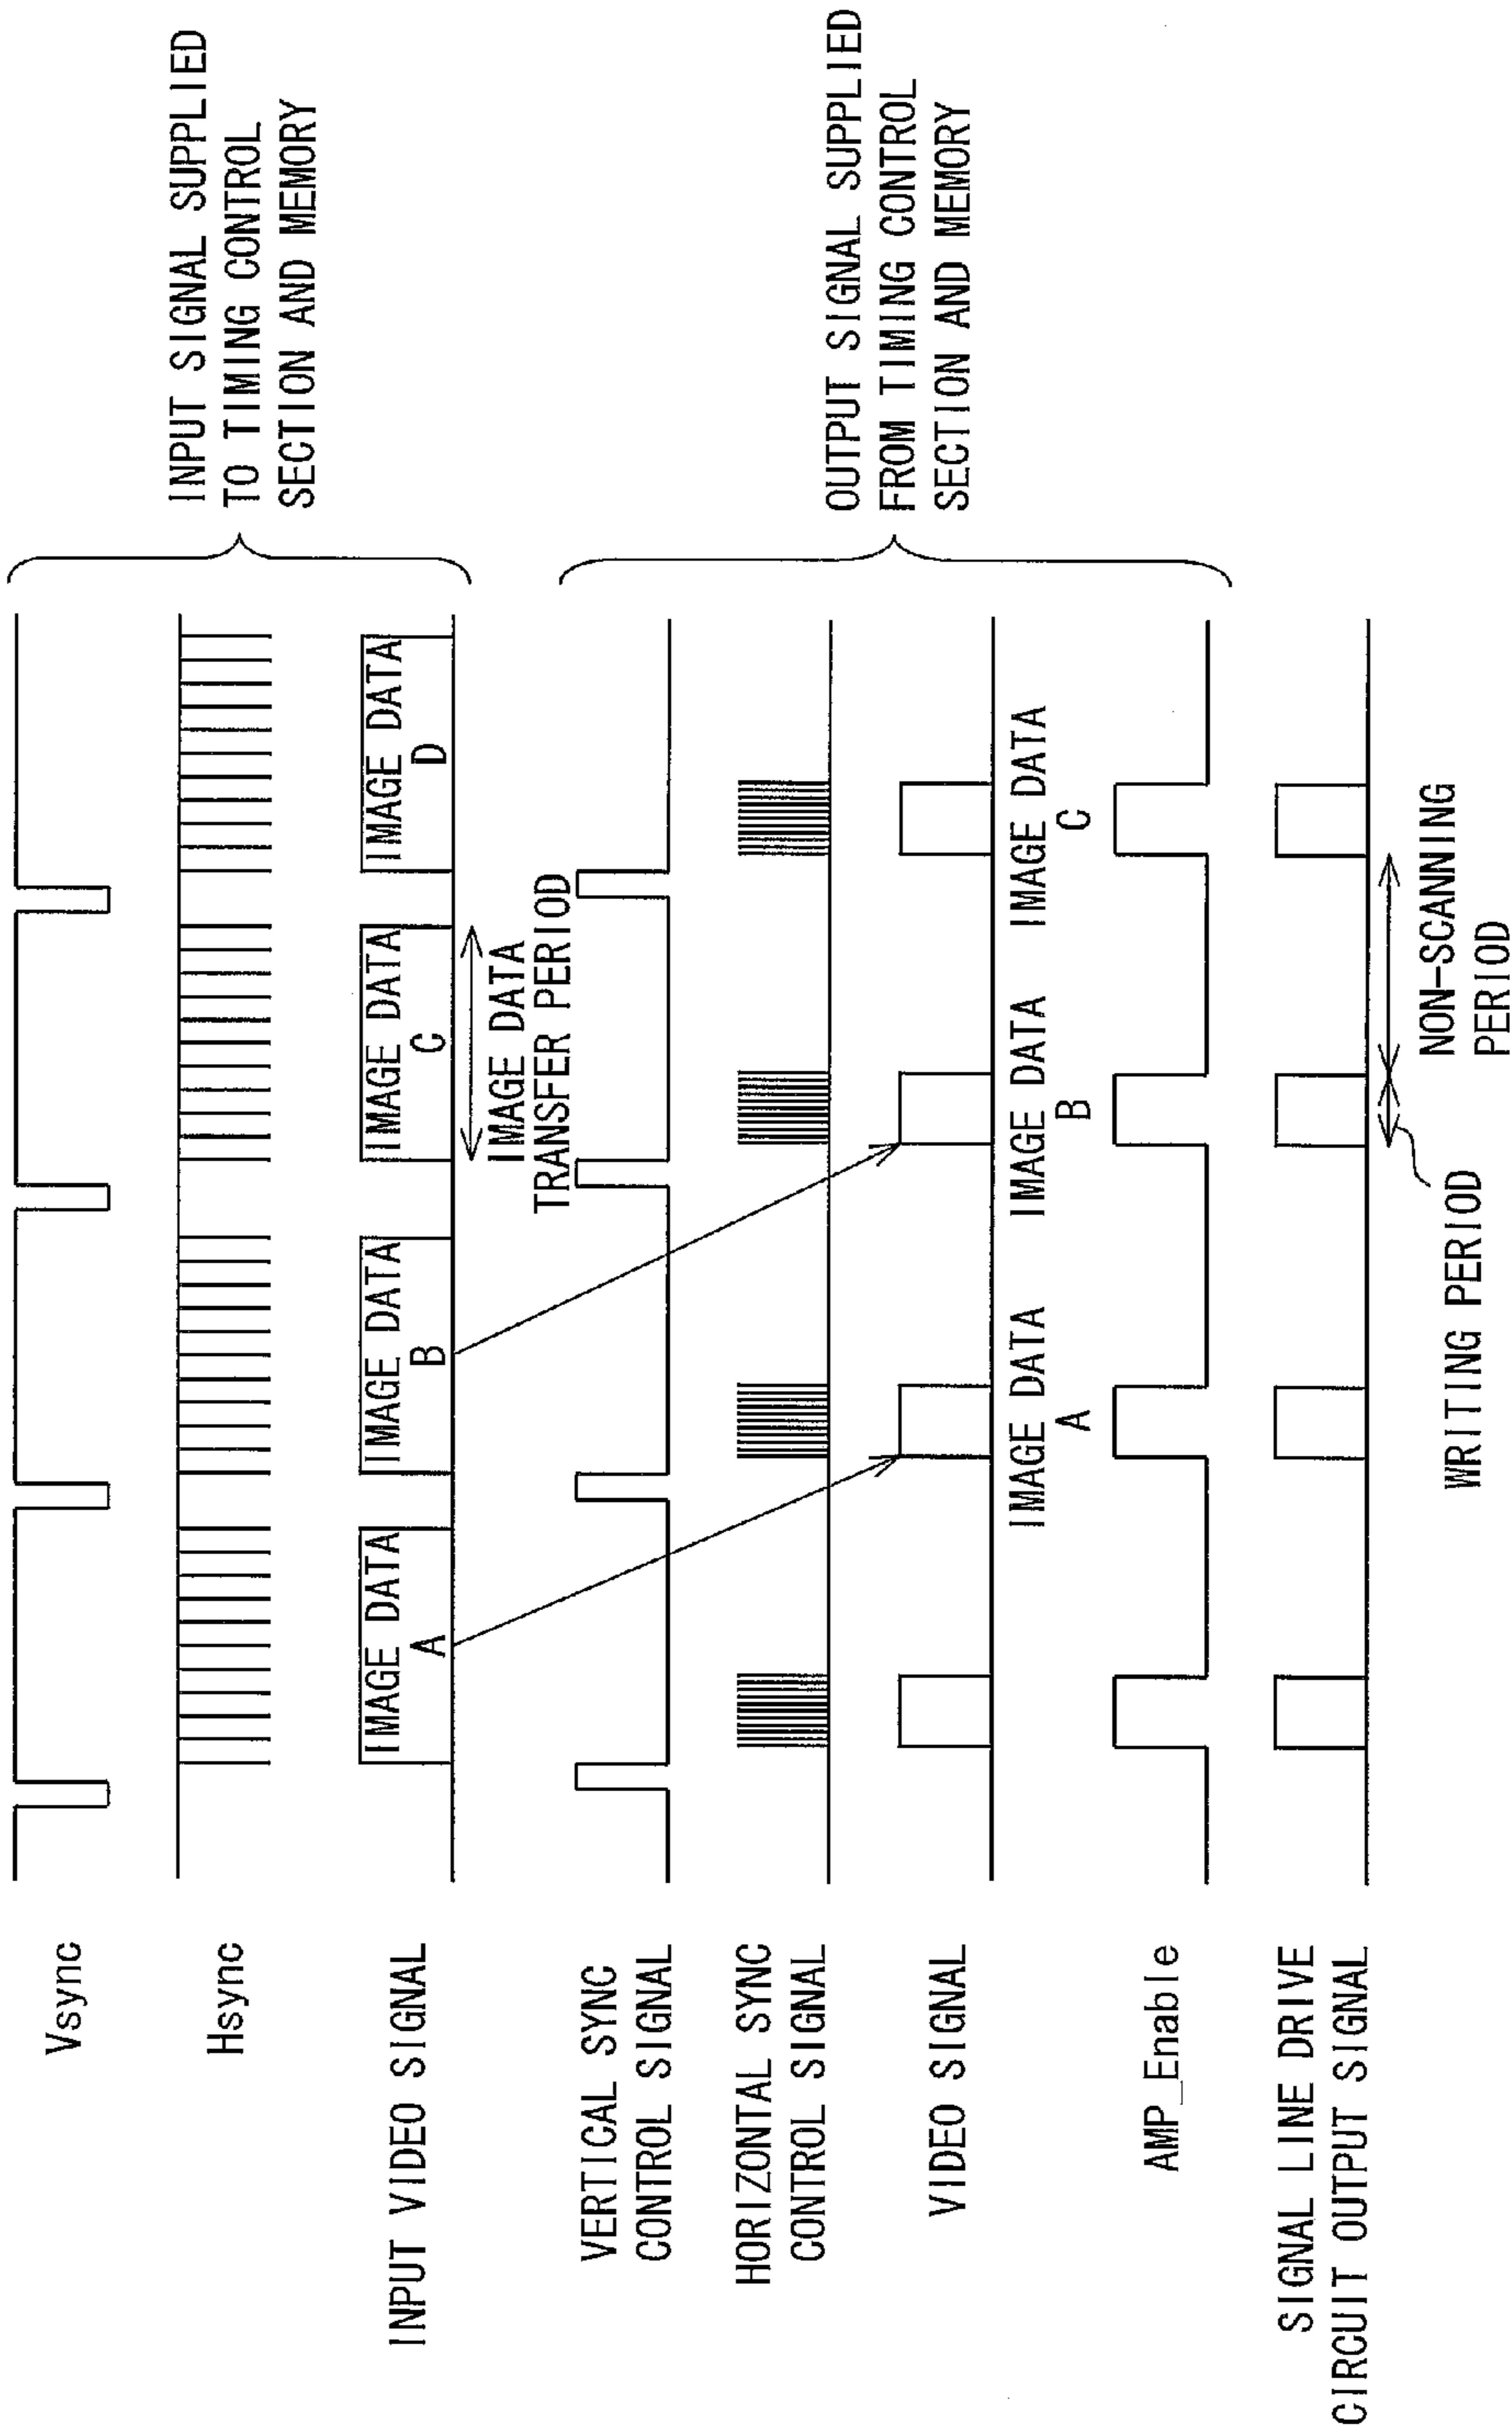 Vsync
Hsync
INPUT VIDEO SIGNAL
IMAGE DATA
A
IMAGE DATA
B
IMAGE DATA
C
IMAGE DATA
D
IMAGE DATA
TRANSFER PERIOD
INPUT SIGNAL SUPPLIED
TO TIMING CONTROL
SECTION AND MEMORY
VERTICAL SYNC
CONTROL SIGNAL
HORIZONTAL SYNC
CONTROL SIGNAL
VIDEO SIGNAL
IMAGE DATA
A
IMAGE DATA
B
IMAGE DATA
C
AMP_Enable
OUTPUT SIGNAL SUPPLIED
FROM TIMING CONTROL
SECTION AND MEMORY
SIGNAL LINE DRIVE
CIRCUIT OUTPUT SIGNAL
WRITING PERIOD
NON-SCANNING
PERIOD